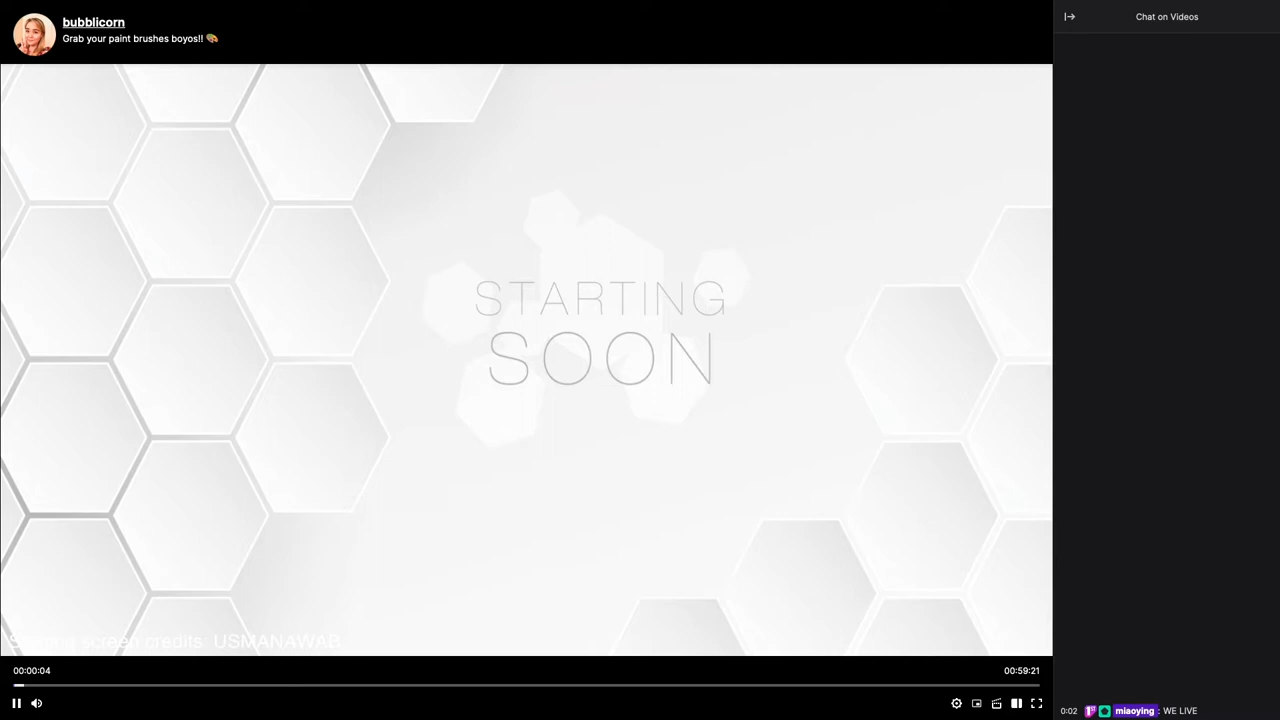 bubblicorn
Grab your paint brushes boyos!! 🎨
Chat on Videos
STARTING
SOON
Starting screen credits: USMANAWAB
00:00:04
00:59:21
0:02 miaoying : WE LIVE